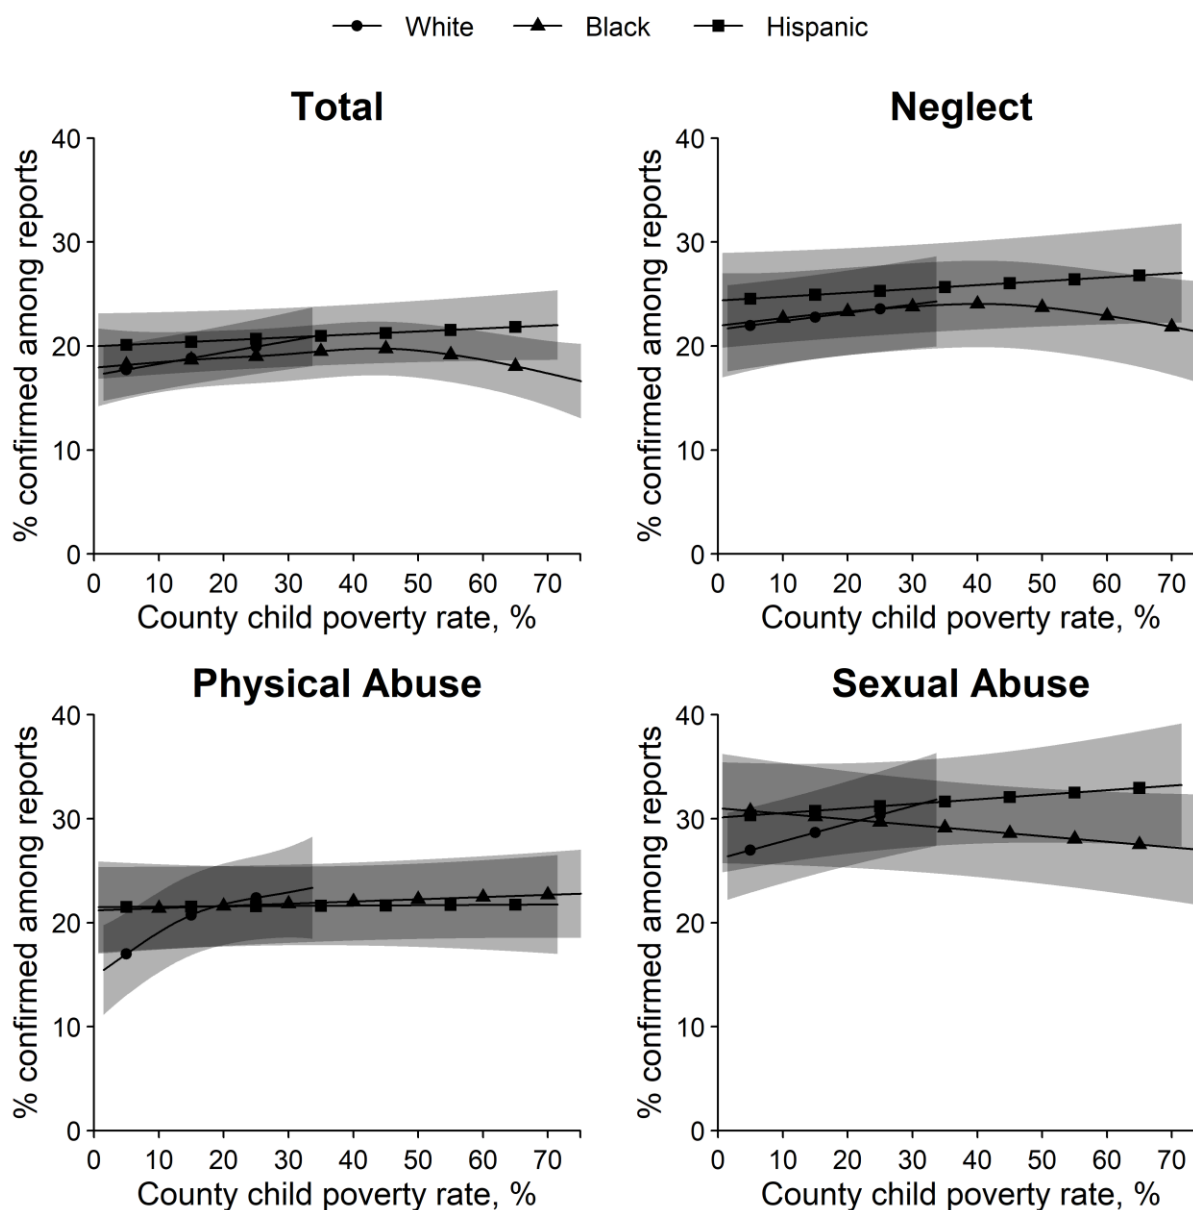 White Black Hispanic
Total
% confirmed among reports
40
30
20
10
0
0 10 20 30 40 50 60 70
County child poverty rate, %
Neglect
% confirmed among reports
40
30
20
10
0
0 10 20 30 40 50 60 70
County child poverty rate, %
Physical Abuse
% confirmed among reports
40
30
20
10
0
0 10 20 30 40 50 60 70
County child poverty rate, %
Sexual Abuse
% confirmed among reports
40
30
20
10
0
0 10 20 30 40 50 60 70
County child poverty rate, %